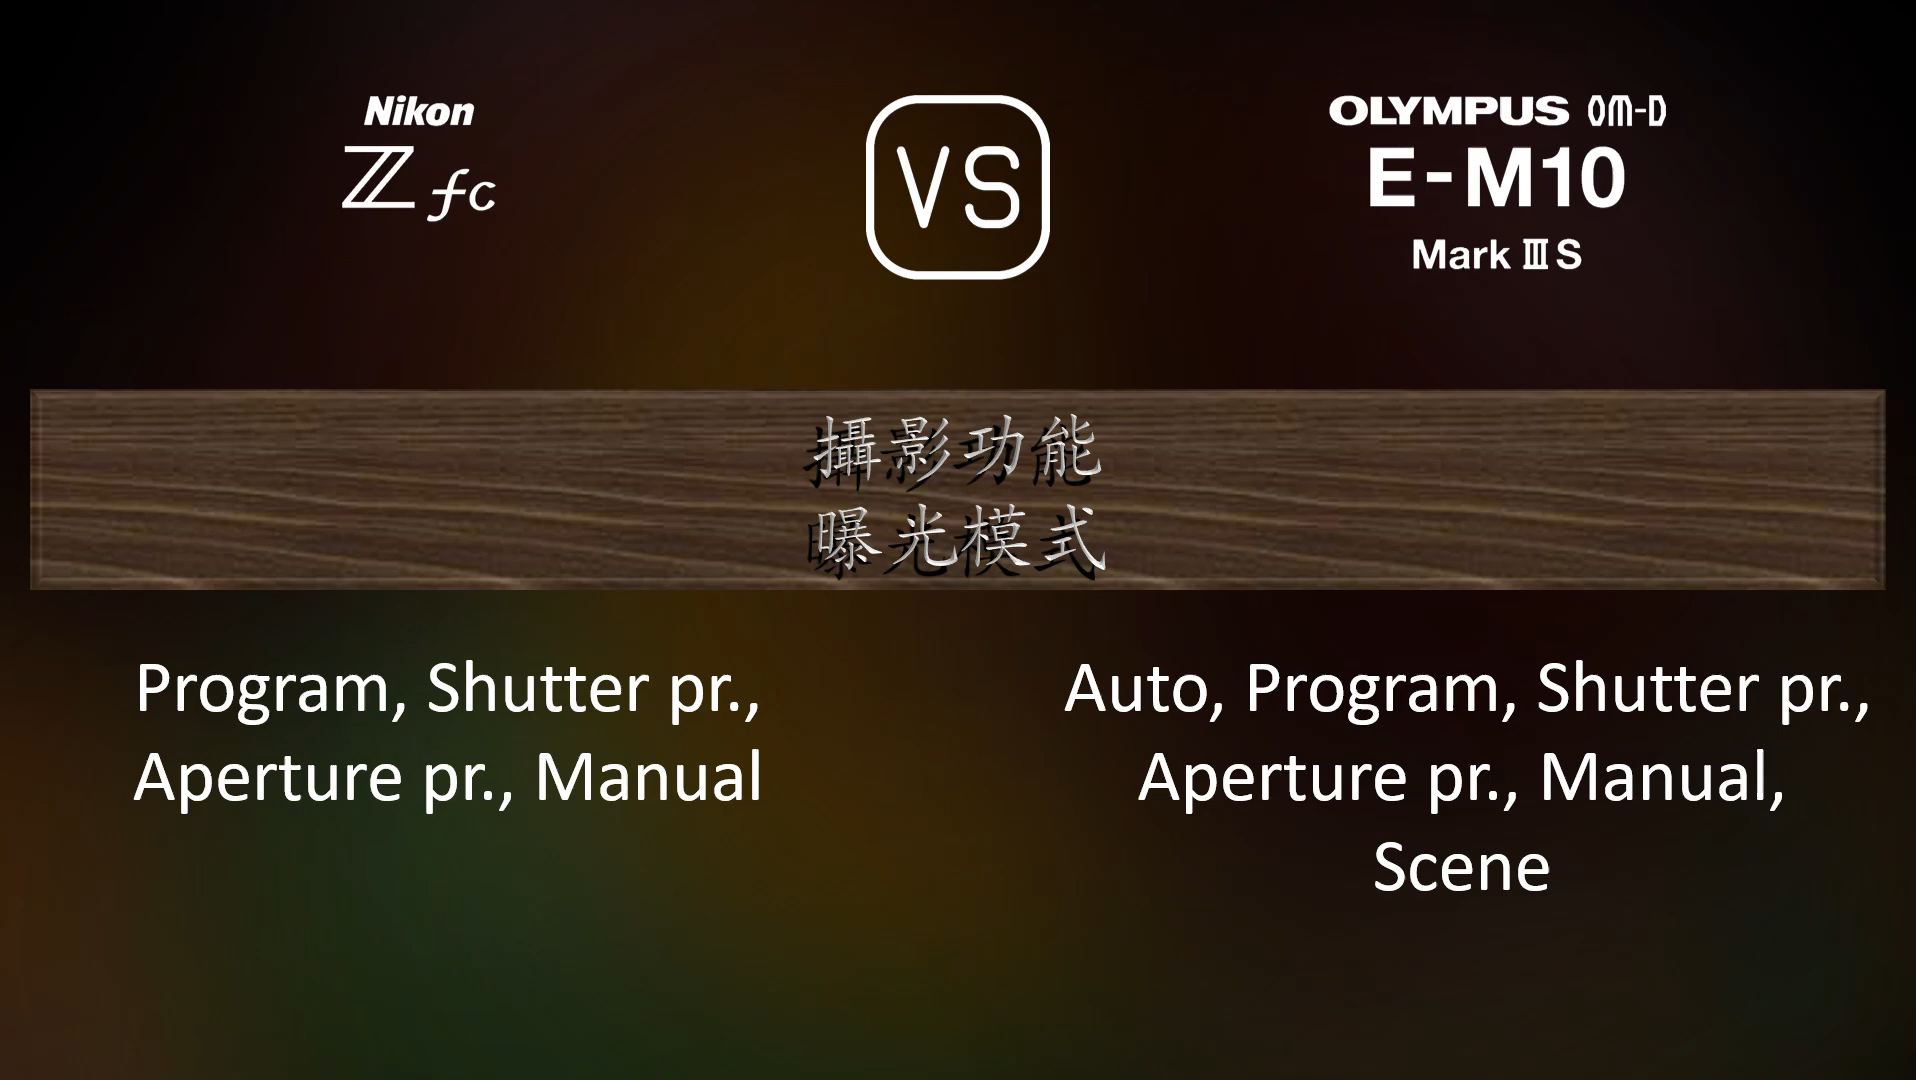 Nikon
Z fc
VS
OLYMPUS OM-D
E-M10
Mark III S
攝影功能
曝光模式
Program, Shutter pr.,
Aperture pr., Manual
Auto, Program, Shutter pr.,
Aperture pr., Manual,
Scene